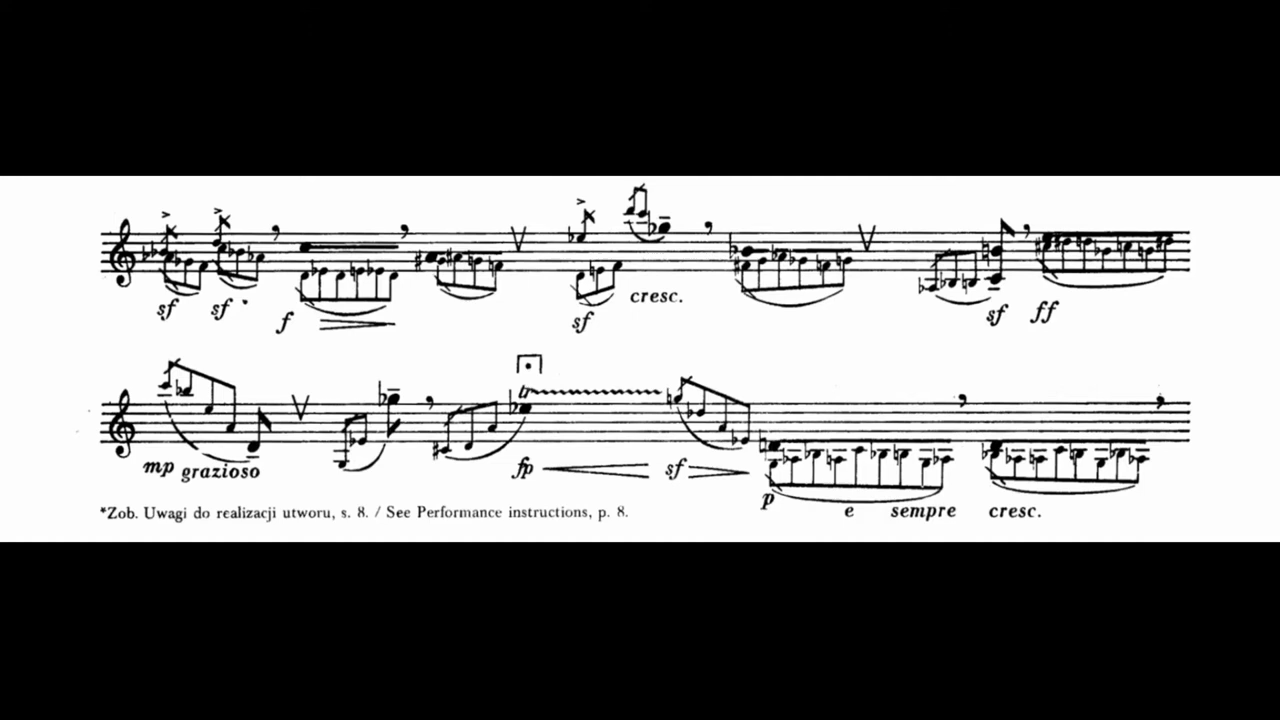 sf sf f sf cresc. sf ff
tr
mp grazioso fp sf p e sempre cresc.
*Zob. Uwagi do realizacji utworu, s. 8. / See Performance instructions, p. 8.